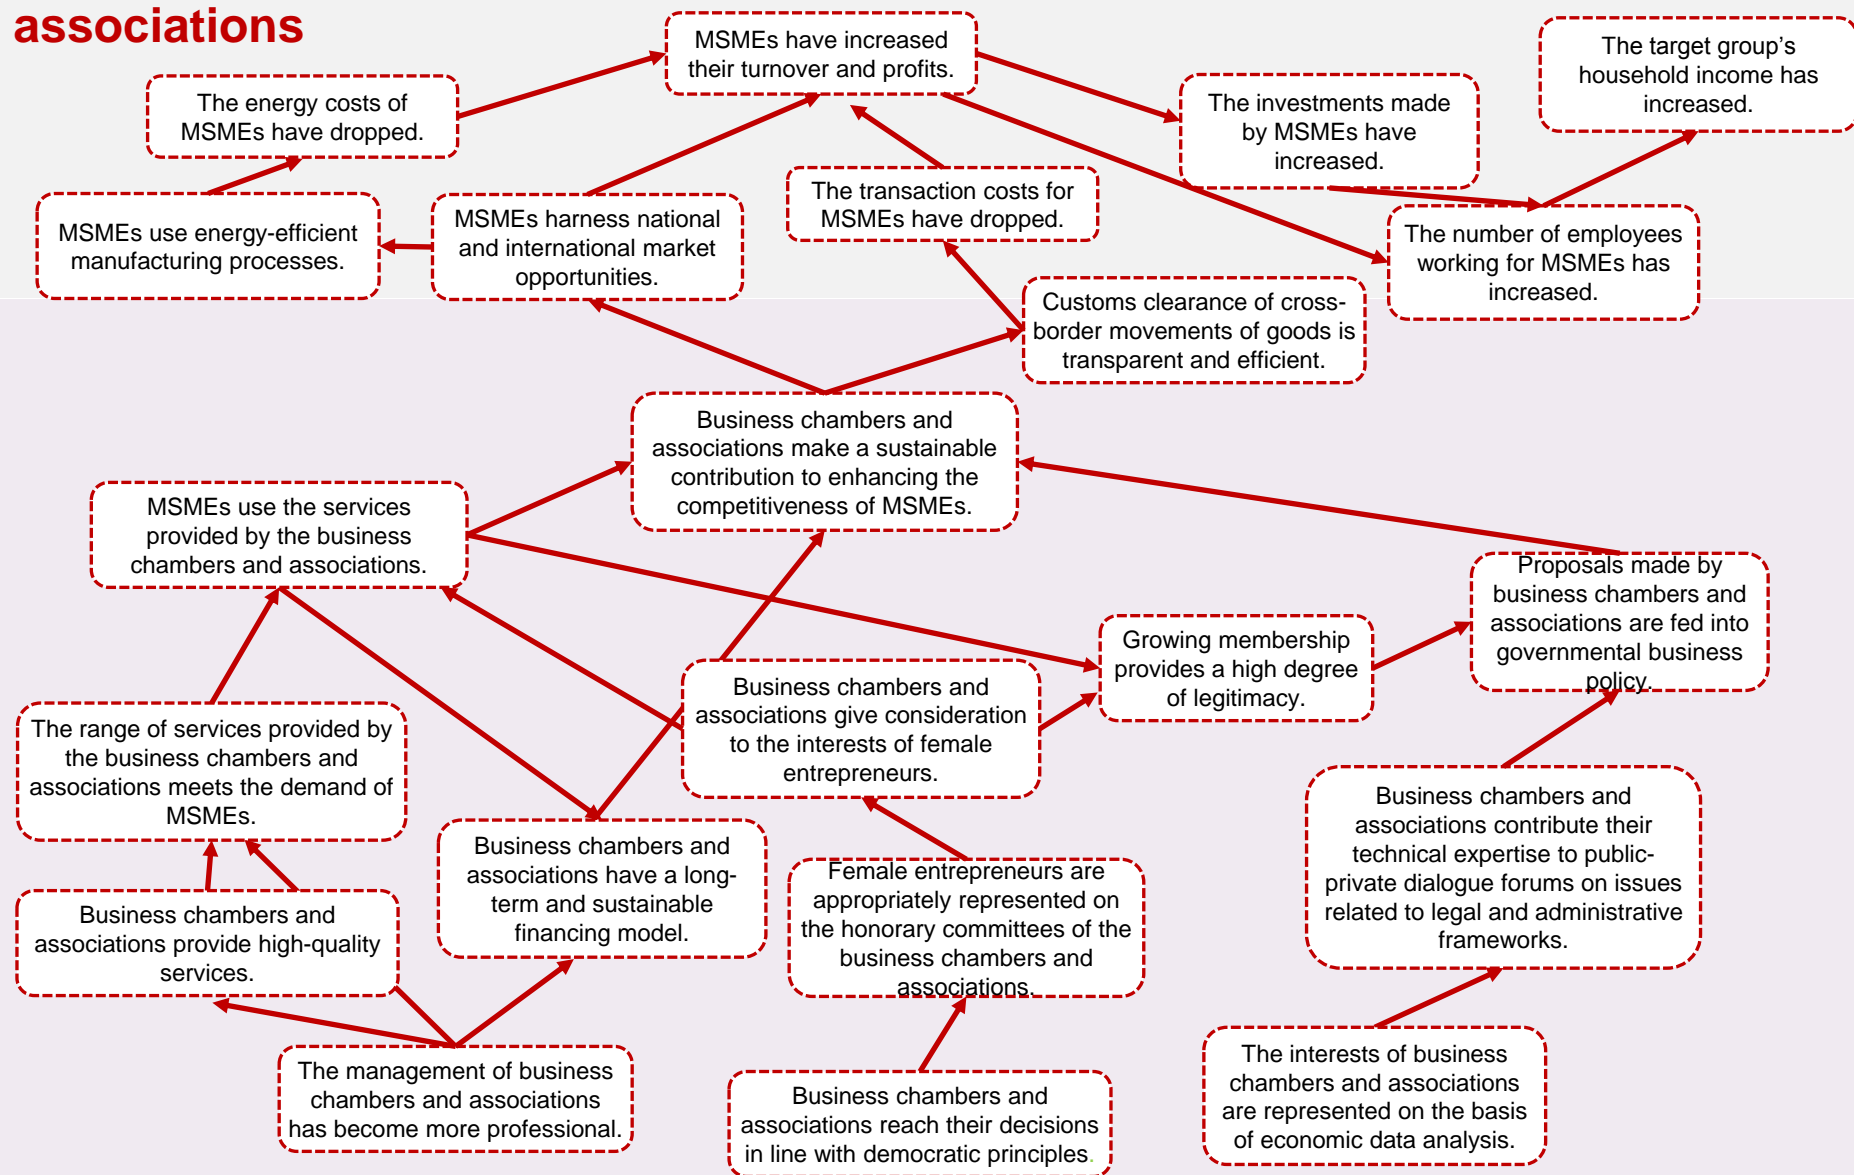 associations
MSMEs have increased
their turnover and profits.
The target group's
household income has
increased.
The energy costs of
MSMEs have dropped.
The investments made
by MSMEs have
increased.
The transaction costs for
MSMEs have dropped.
MSMEs use energy-efficient
manufacturing processes.
MSMEs harness national
and international market
opportunities.
The number of employees
working for MSMEs has
increased.
Customs clearance of cross-
border movements of goods is
transparent and efficient.
Business chambers and
associations make a sustainable
contribution to enhancing the
competitiveness of MSMEs.
MSMEs use the services
provided by the business
chambers and associations.
Proposals made by
business chambers and
associations are fed into
governmental business
policy.
Growing membership
provides a high degree
of legitimacy.
Business chambers and
associations give consideration
to the interests of female
entrepreneurs.
The range of services provided by
the business chambers and
associations meets the demand of
MSMEs.
Business chambers and
associations contribute their
technical expertise to public-
private dialogue forums on issues
related to legal and administrative
frameworks.
Business chambers and
associations have a long-
term and sustainable
financing model.
Female entrepreneurs are
appropriately represented on
the honorary committees of the
business chambers and
associations.
Business chambers and
associations provide high-quality
services.
The management of business
chambers and associations
has become more professional.
Business chambers and
associations reach their decisions
in line with democratic principles.
The interests of business
chambers and associations
are represented on the basis
of economic data analysis.